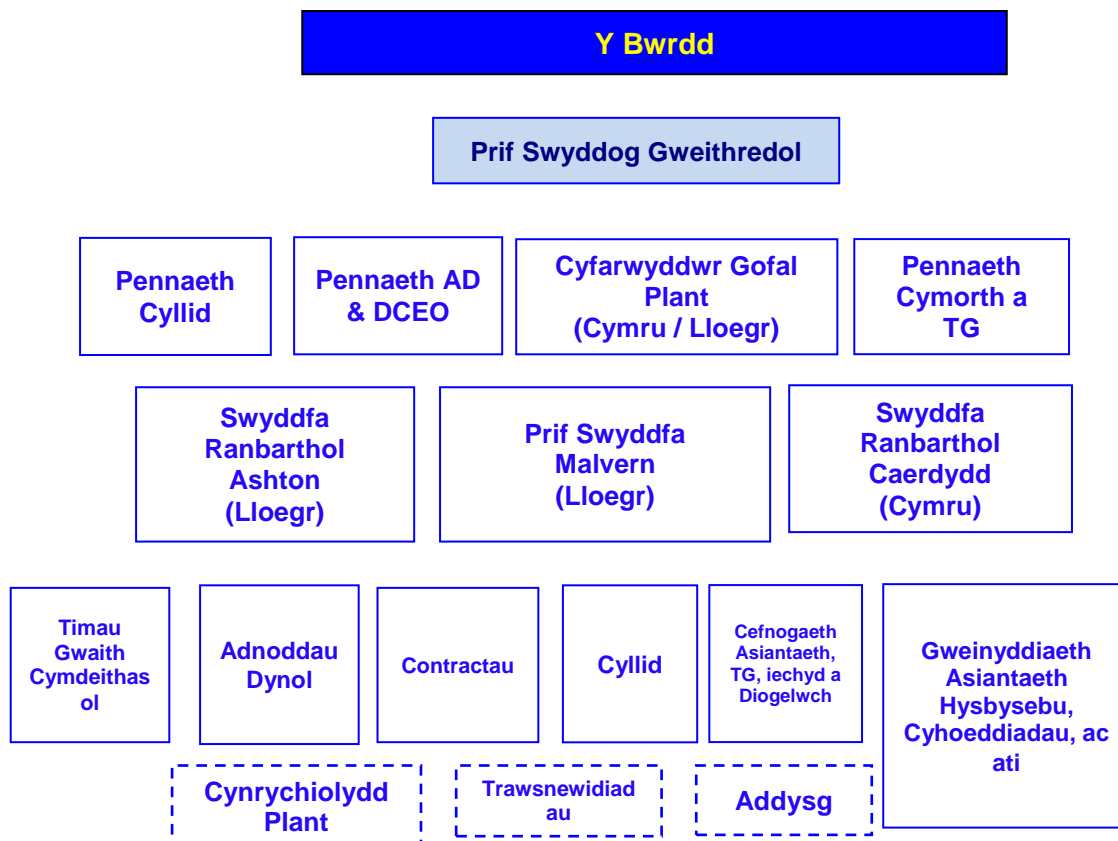 Y Bwrdd
Prif Swyddog Gweithredol
Pennaeth
Cyllid
Pennaeth AD
& DCEO
Cyfarwyddwr Gofal
Plant
(Cymru / Lloegr)
Pennaeth
Cymorth a
TG
Swyddfa
Ranbarthol
Ashton
(Lloegr)
Prif Swyddfa
Malvern
(Lloegr)
Swyddfa
Ranbarthol
Caerdydd
(Cymru)
Timau
Gwaith
Cymdeithas
ol
Adnoddau
Dynol
Contractau
Cyllid
Cefnogaeth
Asiantaeth,
TG, iechyd a
Diogelwch
Gweinyddiaeth
Asiantaeth
Hysbysebu,
Cyhoeddiadau, ac
ati
Cynrychiolydd
Plant
Trawsnewidiad
au
Addysg